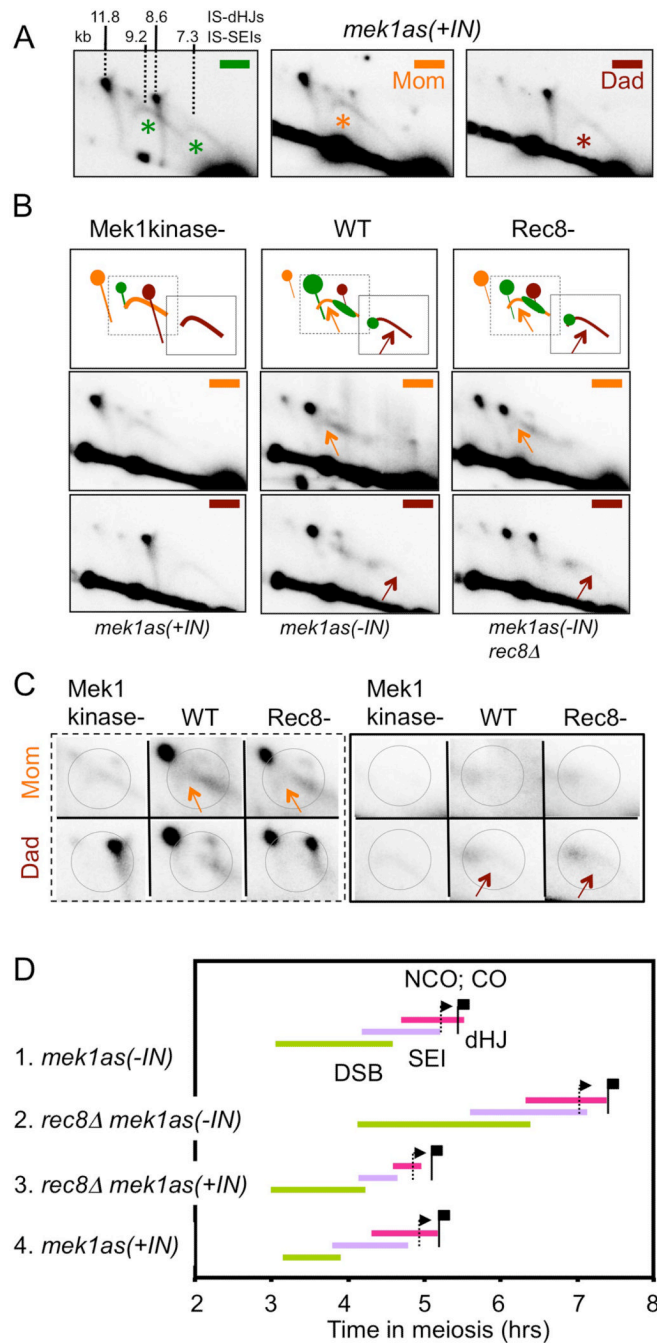 A
11.8 8.6 IS-dHJs
kb 9.2 7.3 IS-SEIs
mek1as(+IN)
* * Mom * Dad *
B
Mek1kinase- WT Rec8-
mek1as(+IN) mek1as(-IN) mek1as(-IN)
rec8Δ
C
Mek1
kinase- WT Rec8-
Mek1
kinase- WT Rec8-
Mom
Dad
D
NCO; CO
dHJ
SEI
DSB
1. mek1as(-IN)
2. rec8Δ mek1as(-IN)
3. rec8Δ mek1as(+IN)
4. mek1as(+IN)
2 3 4 5 6 7 8
Time in meiosis (hrs)